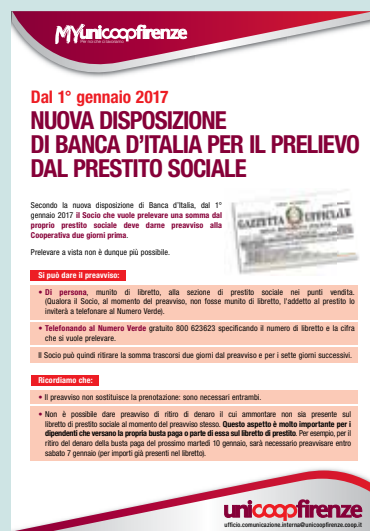 MYunicoopfirenze
Dal 1° gennaio 2017
NUOVA DISPOSIZIONE
DI BANCA D'ITALIA PER IL PRELIEVO
DAL PRESTITO SOCIALE
Secondo la nuova disposizione di Banca d'Italia, dal 1°
gennaio 2017 il Socio che vuole prelevare una somma dal
proprio prestito sociale deve darne preavviso alla
Cooperativa due giorni prima.
Prelevare a vista non è dunque più possibile.
GAZZETTA UFFICIALE
Si può dare il preavviso:
• Di persona, munito di libretto, alla sezione di prestito sociale nei punti vendita.
(Qualora il Socio, al momento del preavviso, non fosse munito di libretto, l'addetto al prestito lo
inviterà a telefonare al Numero Verde).
• Telefonando al Numero Verde gratuito 800 623623 specificando il numero di libretto e la cifra
che si vuole prelevare.
Il Socio può quindi ritirare la somma trascorsi due giorni dal preavviso e per i sette giorni successivi.
Ricordiamo che:
• Il preavviso non sostituisce la prenotazione: sono necessari entrambi.
• Non è possibile dare preavviso di ritiro di denaro il cui ammontare non sia presente sul
libretto di prestito sociale al momento del preavviso stesso. Questo aspetto è molto importante per i
dipendenti che versano la propria busta paga o parte di essa sul libretto di prestito. Per esempio, per il
ritiro del denaro della busta paga del prossimo martedì 10 gennaio, sarà necessario preavvisare entro
sabato 7 gennaio (per importi già presenti nel libretto).
unicoopfirenze
ufficio.comunicazione.interna@unicoopfirenze.coop.it